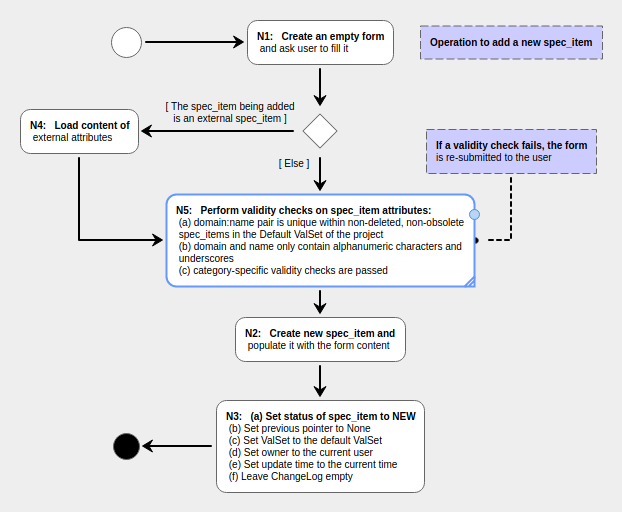 N1: Create an empty form
and ask user to fill it
Operation to add a new spec_item
[ The spec_item being added
is an external spec_item ]
N4: Load content of
external attributes
If a validity check fails, the form
is re-submitted to the user
[ Else ]
N5: Perform validity checks on spec_item attributes:
(a) domain:name pair is unique within non-deleted, non-obsolete
spec_items in the Default ValSet of the project
(b) domain and name only contain alphanumeric characters and
underscores
(c) category-specific validity checks are passed
N2: Create new spec_item and
populate it with the form content
N3: (a) Set status of spec_item to NEW
(b) Set previous pointer to None
(c) Set ValSet to the default ValSet
(d) Set owner to the current user
(e) Set update time to the current time
(f) Leave ChangeLog empty